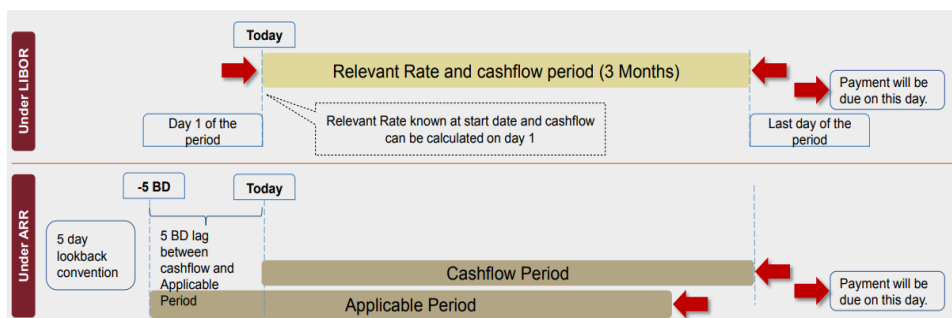 Under LIBOR
Today
Relevant Rate and cashflow period (3 Months)
Payment will be
due on this day.
Day 1 of the
period
Relevant Rate known at start date and cashflow
can be calculated on day 1
Last day of the
period
Under ARR
-5 BD
Today
5 day
lookback
convention
5 BD lag
between
cashflow and
Applicable
Period
Cashflow Period
Payment will be
due on this day.
Applicable Period